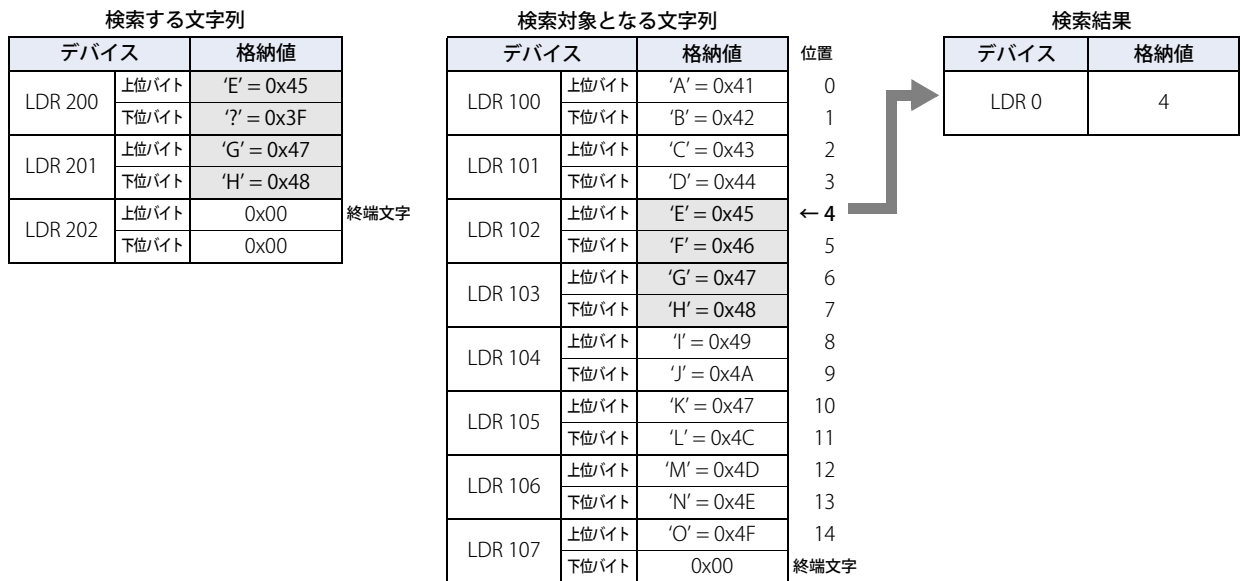 検索する文字列
デバイス 格納値
LDR 200 上位バイト ‘E’ = 0x45
下位バイト ‘?’ = 0x3F
LDR 201 上位バイト ‘G’ = 0x47
下位バイト ‘H’ = 0x48
LDR 202 上位バイト 0x00 終端文字
下位バイト 0x00
検索対象となる文字列
デバイス 格納値 位置
LDR 100 上位バイト ‘A’ = 0x41 0
下位バイト ‘B’ = 0x42 1
LDR 101 上位バイト ‘C’ = 0x43 2
下位バイト ‘D’ = 0x44 3
LDR 102 上位バイト ‘E’ = 0x45 ← 4
下位バイト ‘F’ = 0x46 5
LDR 103 上位バイト ‘G’ = 0x47 6
下位バイト ‘H’ = 0x48 7
LDR 104 上位バイト ‘I’ = 0x49 8
下位バイト ‘J’ = 0x4A 9
LDR 105 上位バイト ‘K’ = 0x47 10
下位バイト ‘L’ = 0x4C 11
LDR 106 上位バイト ‘M’ = 0x4D 12
下位バイト ‘N’ = 0x4E 13
LDR 107 上位バイト ‘O’ = 0x4F 14
下位バイト 0x00 終端文字
検索結果
デバイス 格納値
LDR 0 4